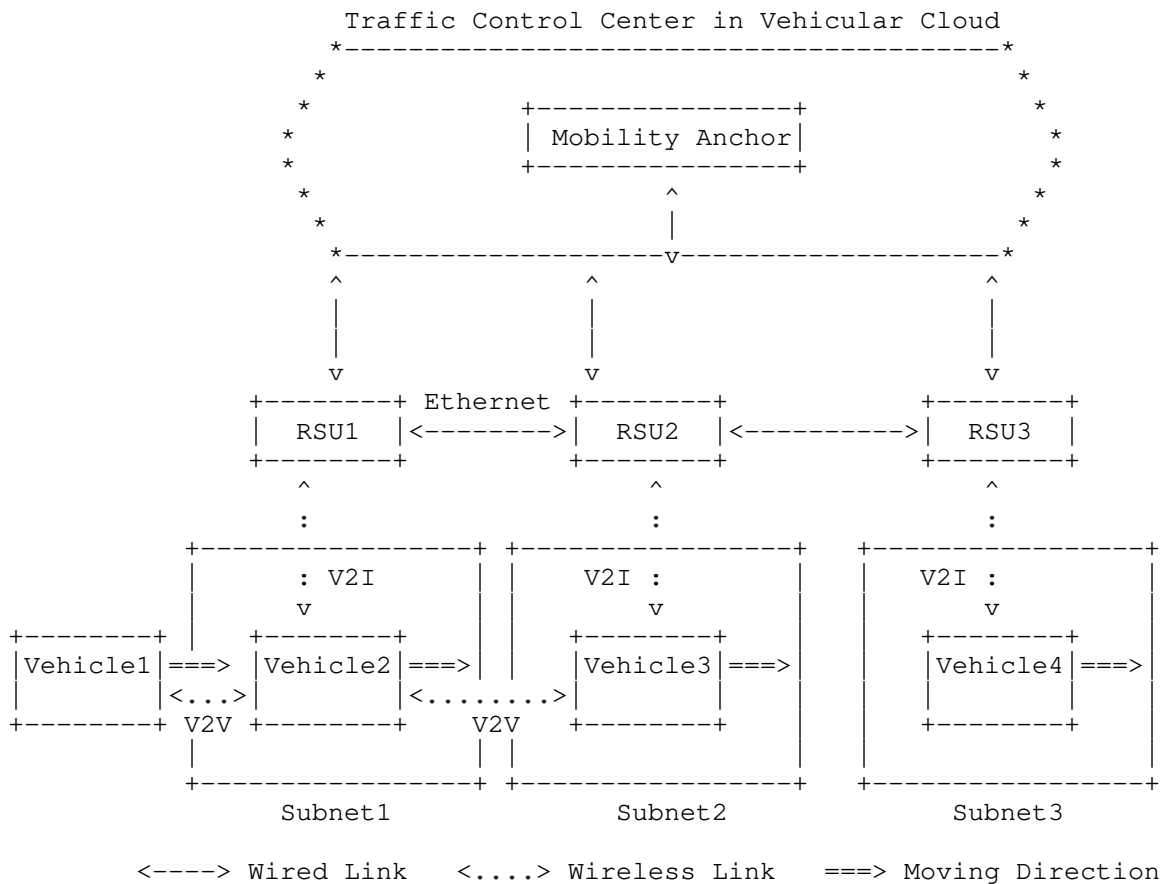 Traffic Control Center in Vehicular Cloud
Mobility Anchor
Ethernet
RSU1 RSU2 RSU3
V2I V2I V2I
Vehicle1 ===> Vehicle2 ===> Vehicle3 ===> Vehicle4 ===>
<...> <........>
V2V V2V
Subnet1 Subnet2 Subnet3
<----> Wired Link <....> Wireless Link ===> Moving Direction